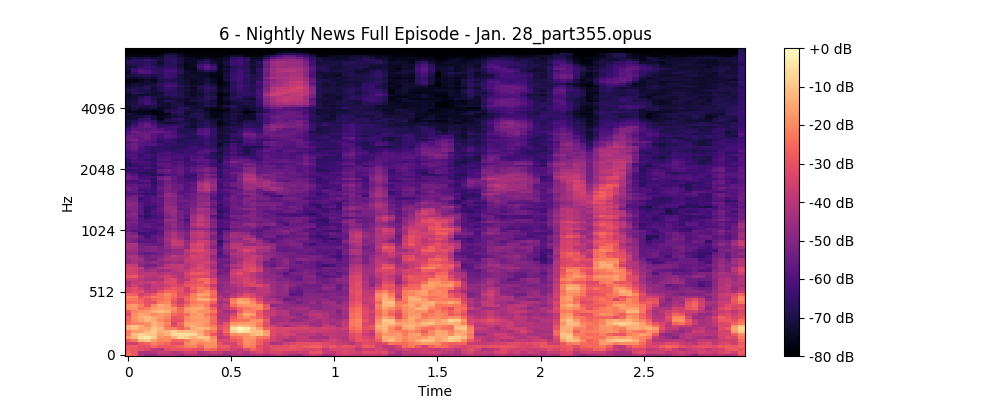 6 - Nightly News Full Episode - Jan. 28_part355.opus
Hz
4096
2048
1024
512
0
0
0.5
1
1.5
2
2.5
Time
+0 dB
-10 dB
-20 dB
-30 dB
-40 dB
-50 dB
-60 dB
-70 dB
-80 dB